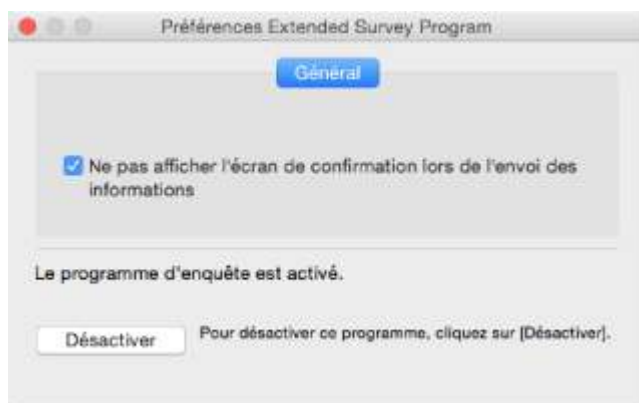 Préférences Extended Survey Program
Général
Ne pas afficher l'écran de confirmation lors de l'envoi des
informations
Le programme d'enquête est activé.
Désactiver
Pour désactiver ce programme, cliquez sur [Désactiver].